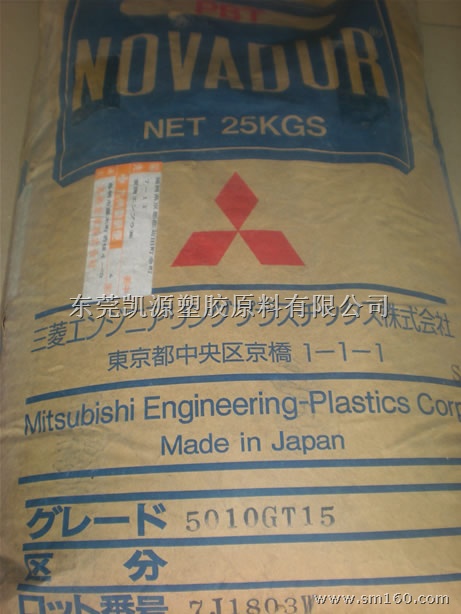 PBT
NOVADUR®
NET 25KGS
东莞凯源塑胶原料有限公司
三菱エンジニアリングプラスチックス株式会社
東京都中央区京橋 1-1-1
Mitsubishi Engineering-Plastics Corp
Made in Japan
グレード 5010GT15
区 分
ロット番号 7J1803W
www.sm160.com